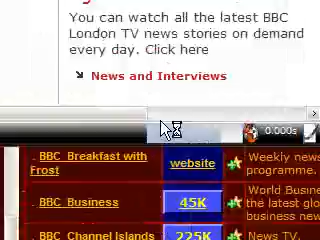 You can watch all the latest BBC
London TV news stories on demand
every day. Click here
News and Interviews
0.000s
. BBC Breakfast with
Frost
website
Weekly news
programme.
. BBC Business
45K
World Busine
the latest glo
business new
. BBC Channel Islands
225K
News TV.